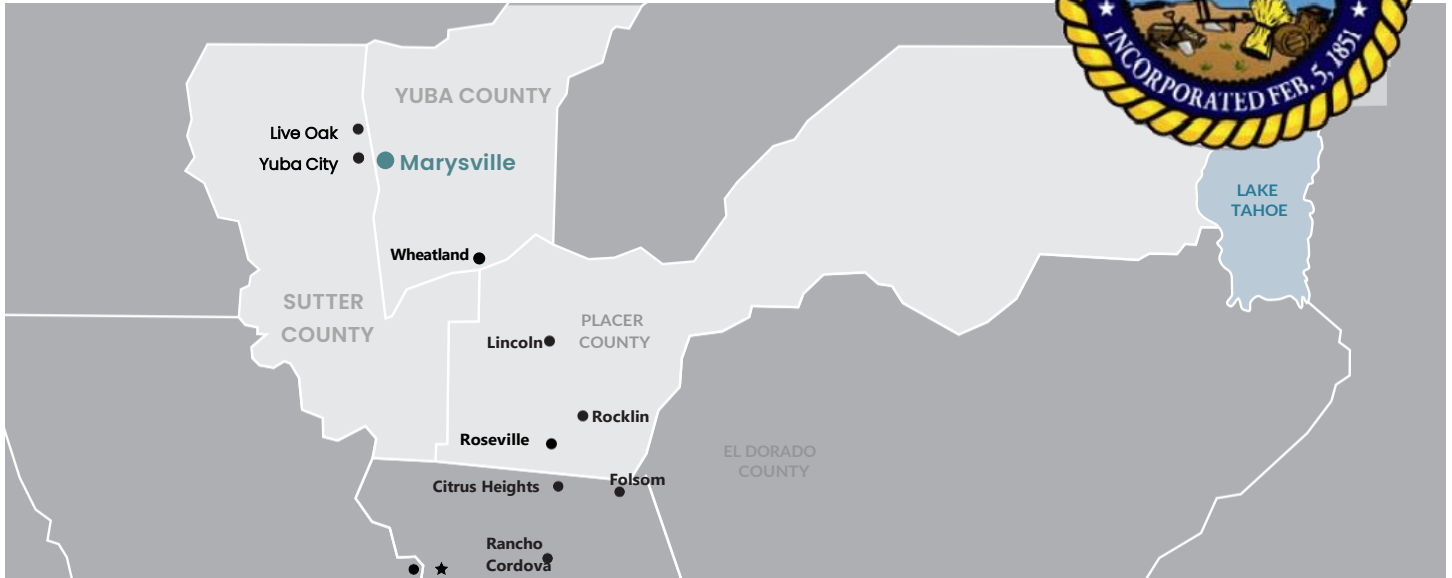 INCORPORATED FEB. 5, 1851
YUBA COUNTY
Live Oak
Yuba City
Marysville
LAKE
TAHOE
Wheatland
SUTTER
COUNTY
PLACER
COUNTY
Lincoln
Rocklin
Roseville
EL DORADO
COUNTY
Folsom
Citrus Heights
Rancho
Cordova